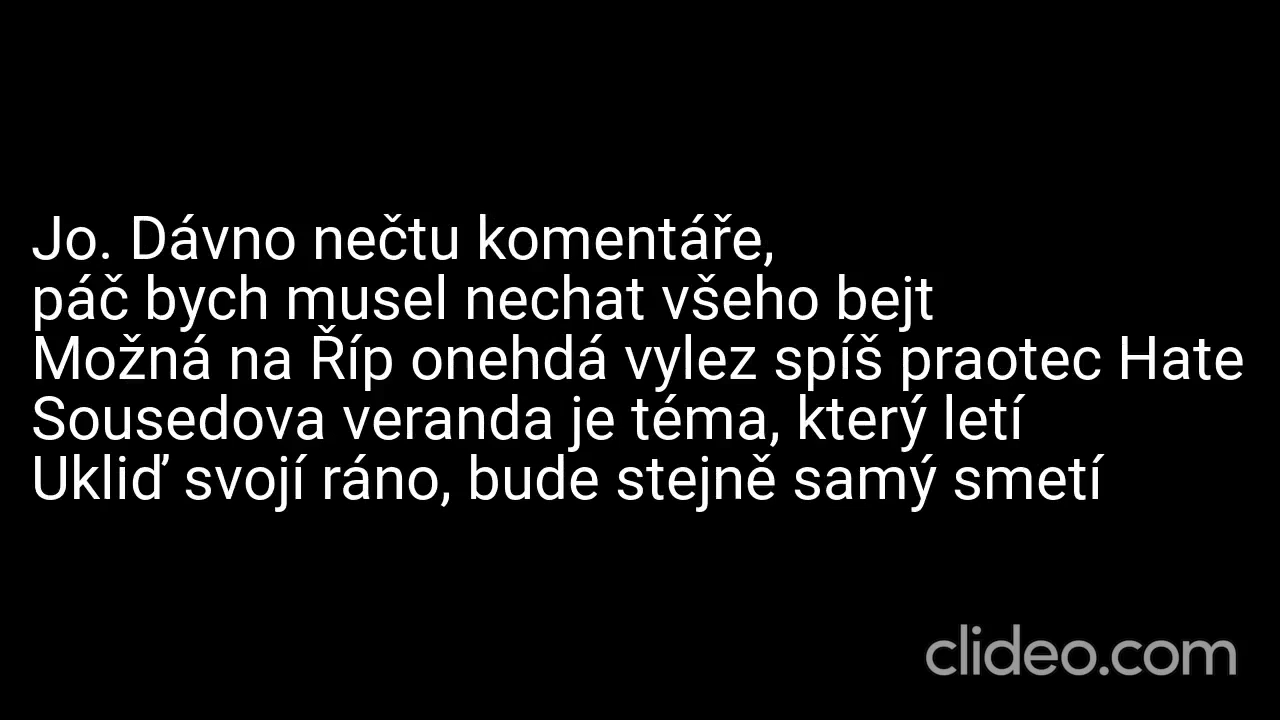 Jo. Dávno nečtu komentáře,
páč bych musel nechat všeho bejt
Možná na Říp onehdá vylez spíš praotec Hate
Sousedova veranda je téma, který letí
Ukliď svojí ráno, bude stejně samý smetí
clideo.com